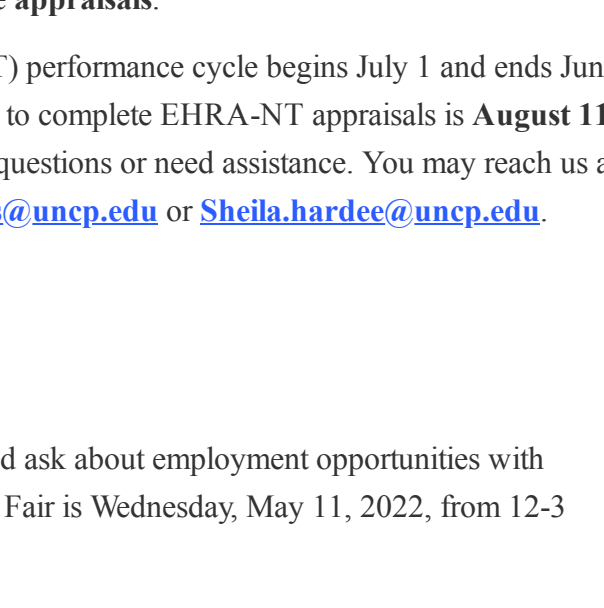 appraisals.
T) performance cycle begins July 1 and ends Jun
to complete EHRA-NT appraisals is August 11
questions or need assistance. You may reach us a
s@uncp.edu or Sheila.hardee@uncp.edu.
d ask about employment opportunities with
Fair is Wednesday, May 11, 2022, from 12-3